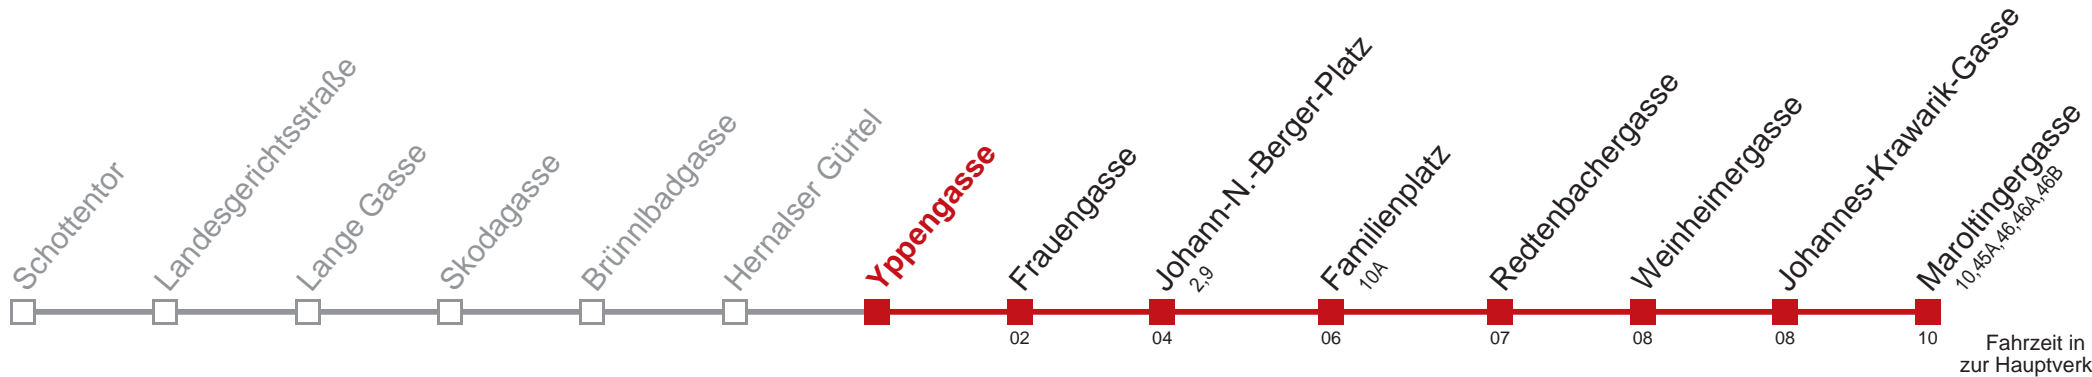 Schottentor
Landesgerichtsstraße
Lange Gasse
Skodagasse
Brünnlbadgasse
Hernalser Gürtel
Yppengasse
Frauengasse
Johann-N.-Berger-Platz
2,9
Familienplatz
10A
Redtenbachergasse
Weinheimergasse
Johannes-Krawarik-Gasse
Maroltingergasse
10,45A,46,46A,46B
02
04
06
07
08
08
10
Fahrzeit in
zur Hauptverk